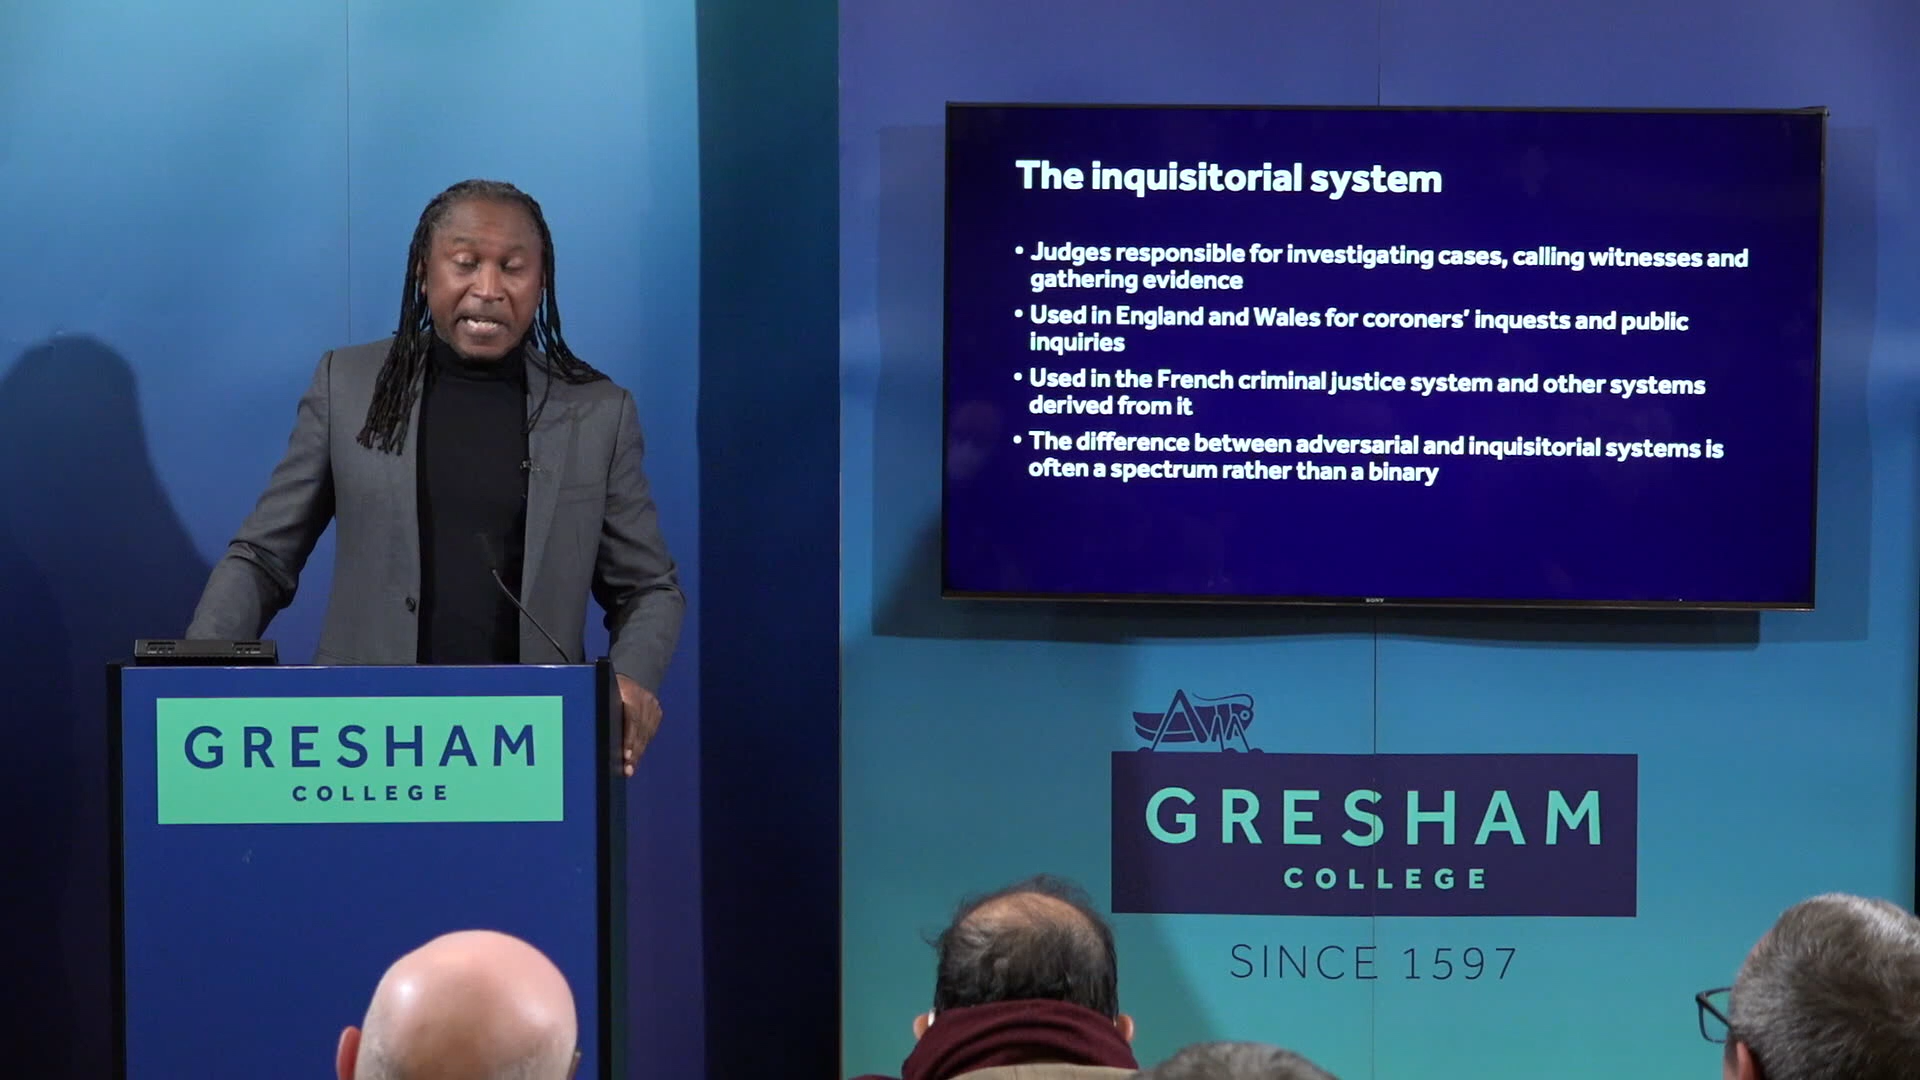 The inquisitorial system
• Judges responsible for investigating cases, calling witnesses and
gathering evidence
• Used in England and Wales for coroners' inquests and public
inquiries
• Used in the French criminal justice system and other systems
derived from it
• The difference between adversarial and inquisitorial systems is
often a spectrum rather than a binary
SONY
GRESHAM
COLLEGE
GRESHAM
COLLEGE
SINCE 1597